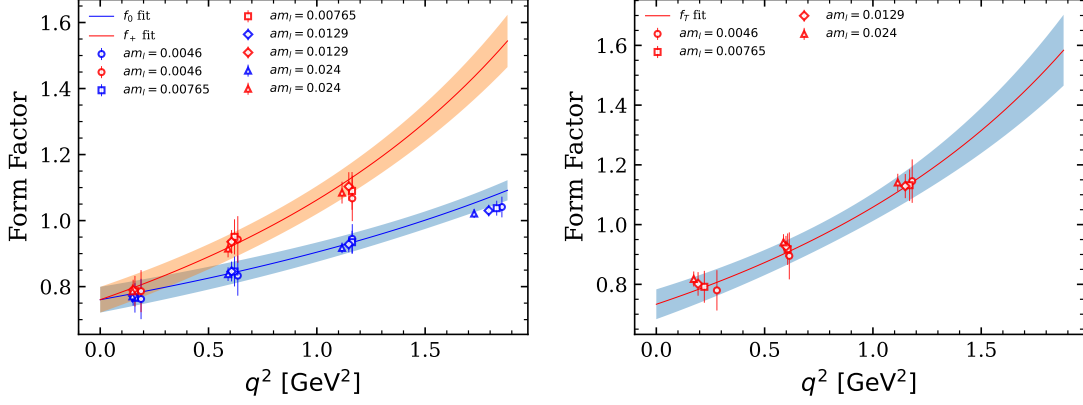 f₀ fit
f₊ fit
amₗ = 0.0046
amₗ = 0.0046
amₗ = 0.00765
amₗ = 0.00765
amₗ = 0.0129
amₗ = 0.0129
amₗ = 0.024
amₗ = 0.024
Form Factor
1.6
1.4
1.2
1.0
0.8
0.0 0.5 1.0 1.5
q² [GeV²]
f_T fit
amₗ = 0.0046
amₗ = 0.00765
amₗ = 0.0129
amₗ = 0.024
Form Factor
1.6
1.4
1.2
1.0
0.8
0.0 0.5 1.0 1.5
q² [GeV²]